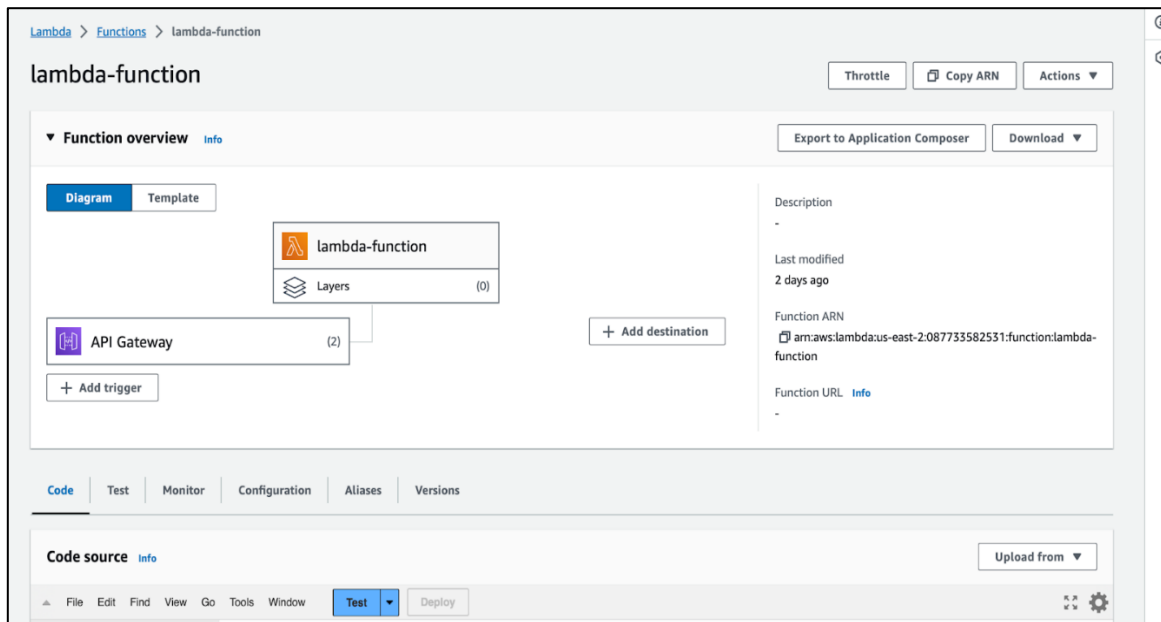 Lambda > Functions > lambda-function
lambda-function
Throttle
Copy ARN
Actions
Function overview Info
Export to Application Composer
Download
Diagram
Template
lambda-function
Layers
(0)
API Gateway
(2)
+ Add trigger
+ Add destination
Description
-
Last modified
2 days ago
Function ARN
arn:aws:lambda:us-east-2:087733582531:function:lambda-
function
Function URL Info
-
Code
Test
Monitor
Configuration
Aliases
Versions
Code source Info
Upload from
File Edit Find View Go Tools Window
Test
Deploy